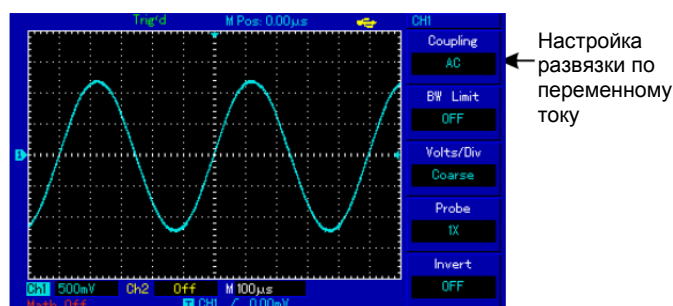 Trig'd M Pos: 0.00µs CH1
Coupling
AC
BW Limit
OFF
Volts/Div
Coarse
Probe
1X
Invert
OFF
1
Ch1 500mV Ch2 Off M 100µs
Math Off T CH1 / 0.00mV
Настройка
развязки по
переменному
току